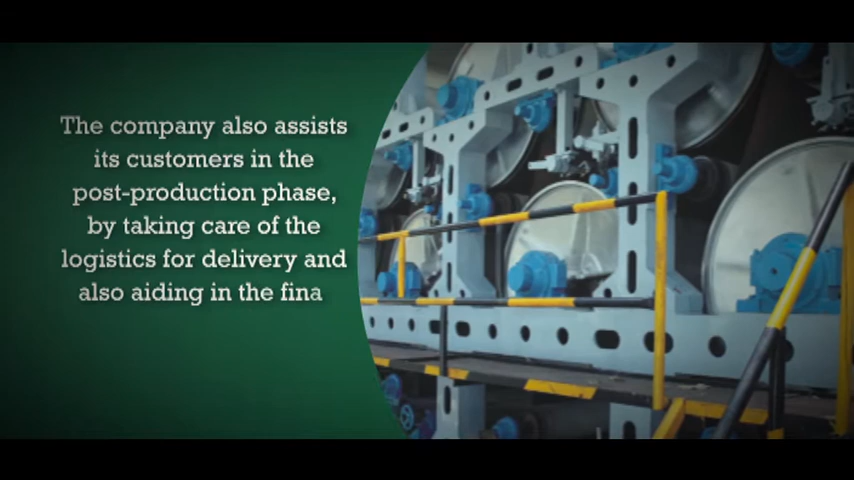 The company also assists
its customers in the
post-production phase,
by taking care of the
logistics for delivery and
also aiding in the fina